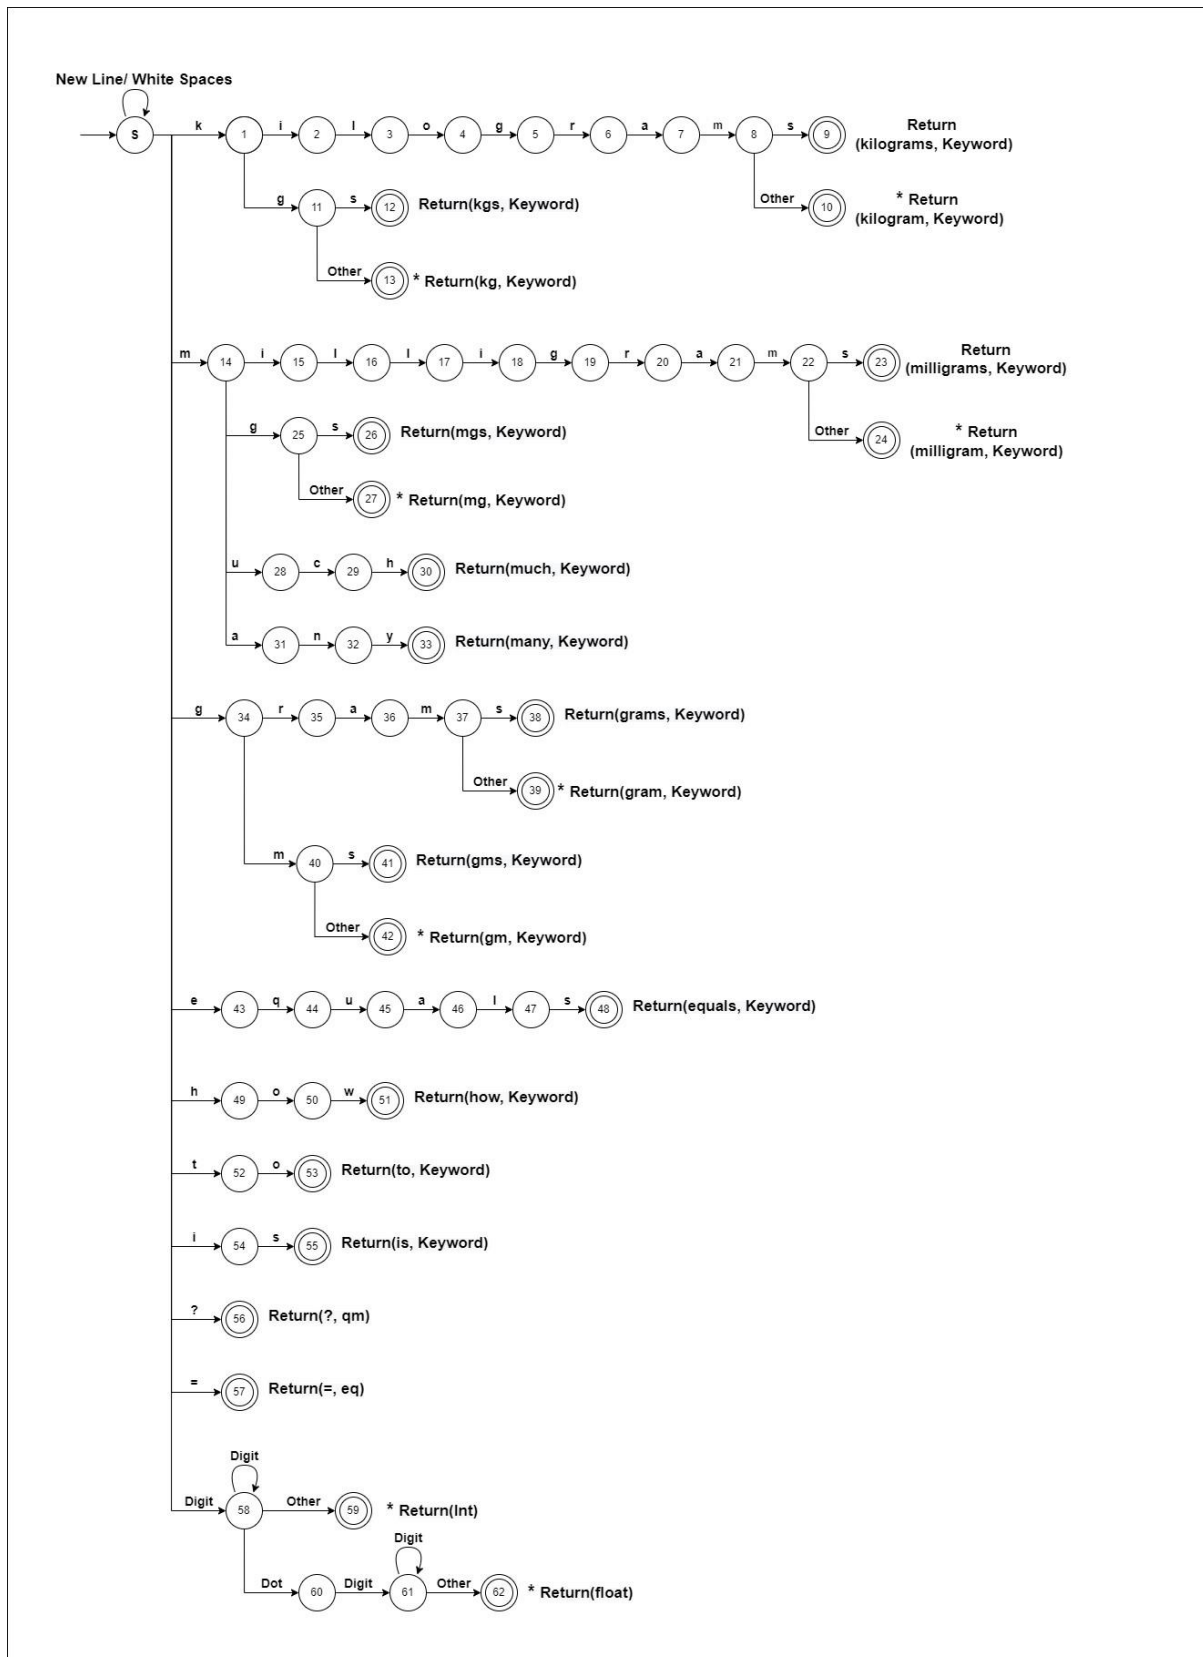 New Line/ White Spaces
S k 1 i 2 l 3 o 4 g 5 r 6 a 7 m 8 s 9 Return
(kilograms, Keyword)
g 11 s 12 Return(kgs, Keyword)
Other 10 * Return
(kilogram, Keyword)
Other 13 * Return(kg, Keyword)
m 14 i 15 l 16 l 17 i 18 g 19 r 20 a 21 m 22 s 23 Return
(milligrams, Keyword)
g 25 s 26 Return(mgs, Keyword)
Other 24 * Return
(milligram, Keyword)
Other 27 * Return(mg, Keyword)
u 28 c 29 h 30 Return(much, Keyword)
a 31 n 32 y 33 Return(many, Keyword)
g 34 r 35 a 36 m 37 s 38 Return(grams, Keyword)
Other 39 * Return(gram, Keyword)
m 40 s 41 Return(gms, Keyword)
Other 42 * Return(gm, Keyword)
e 43 q 44 u 45 a 46 l 47 s 48 Return(equals, Keyword)
h 49 o 50 w 51 Return(how, Keyword)
t 52 o 53 Return(to, Keyword)
i 54 s 55 Return(is, Keyword)
? 56 Return(?, qm)
= 57 Return(=, eq)
Digit
Digit 58 Other 59 * Return(Int)
Digit
Dot 60 Digit 61 Other 62 * Return(float)